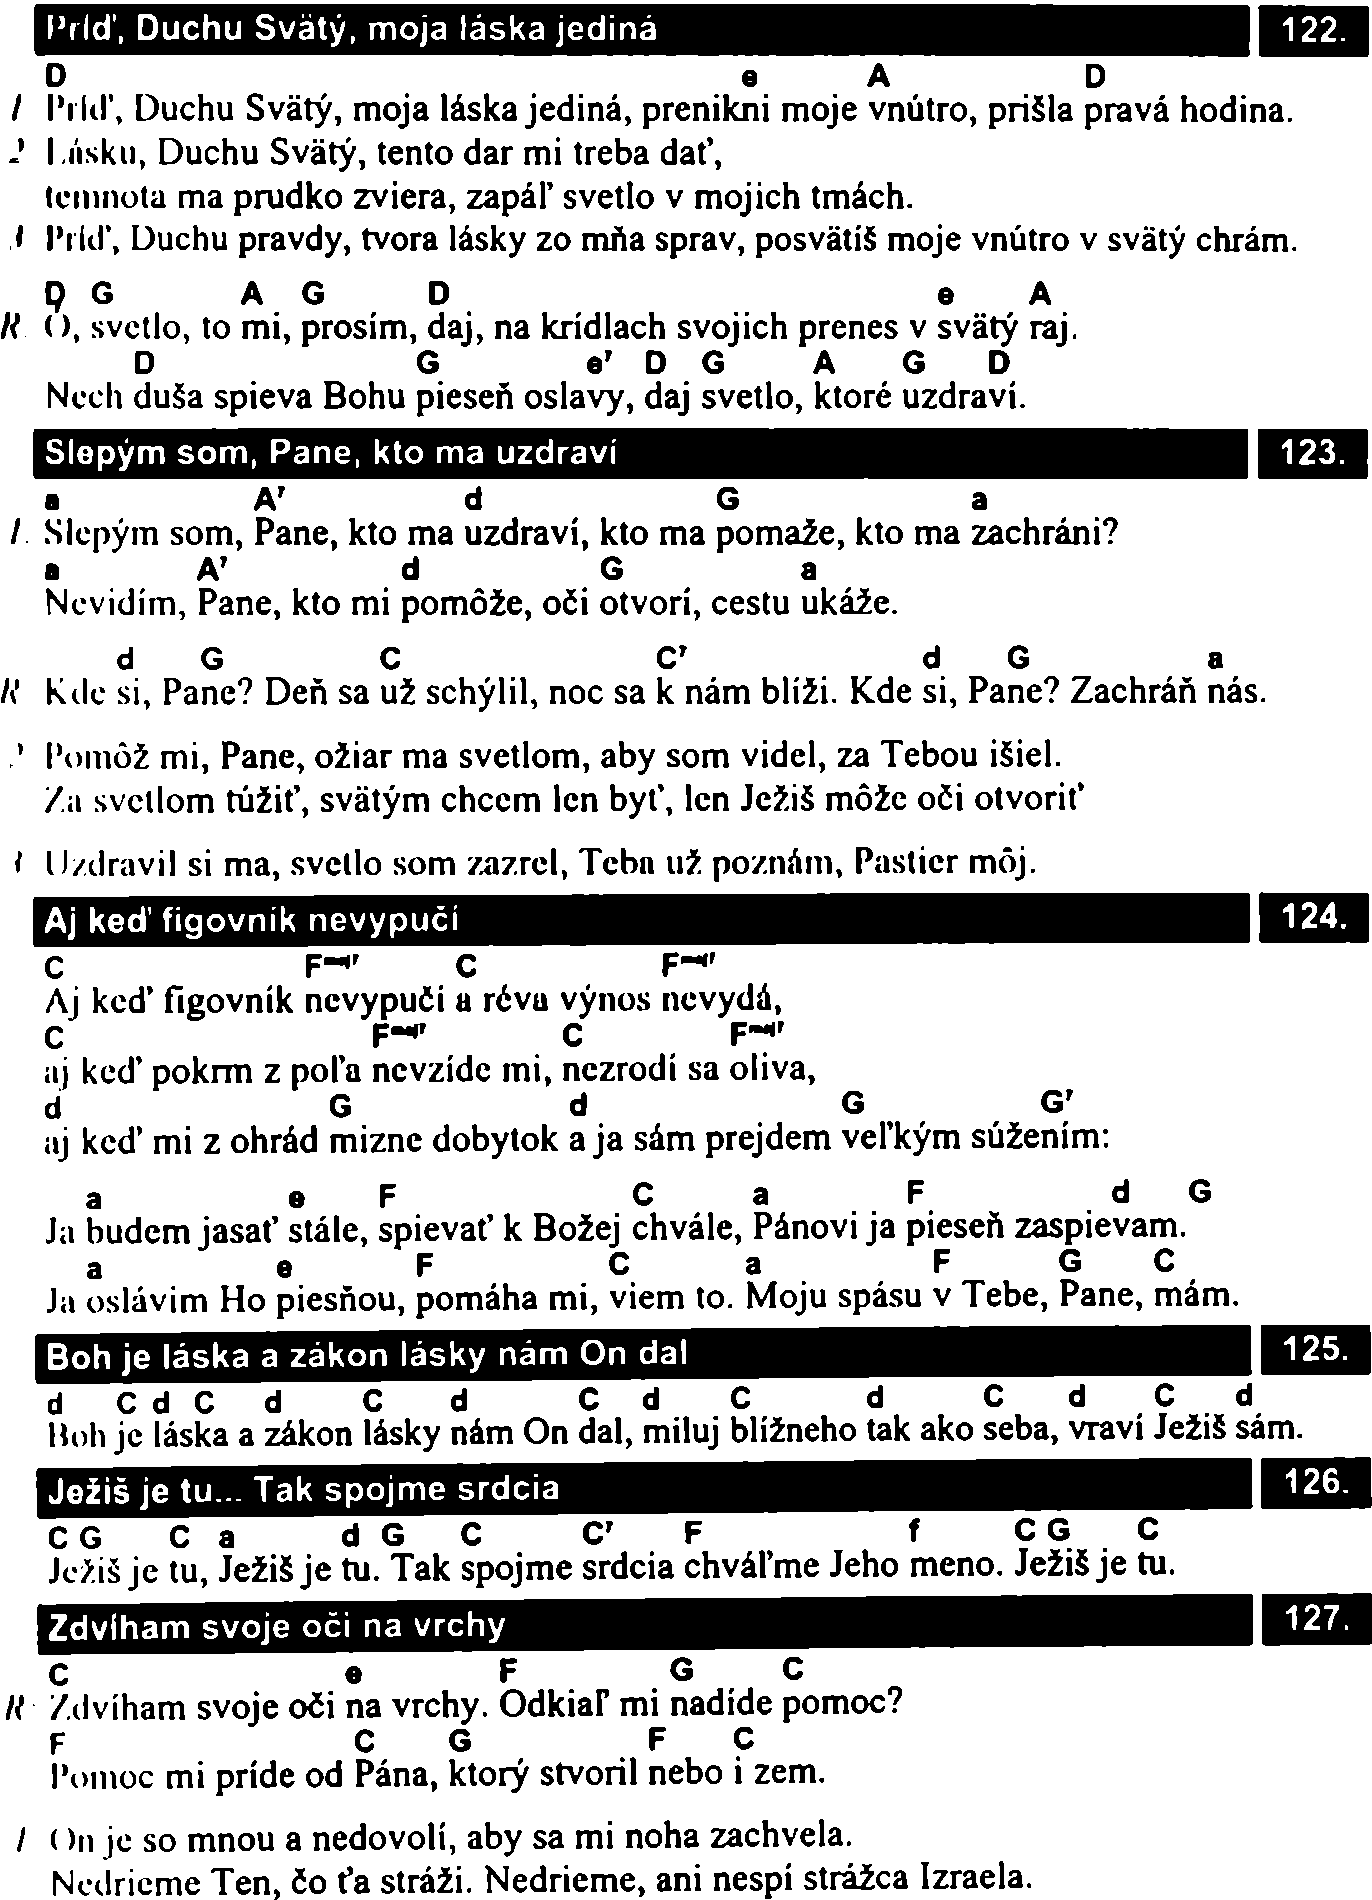 Príď, Duchu Svätý, moja láska jediná 122.
D e A D
1 Príď, Duchu Svätý, moja láska jediná, prenikni moje vnútro, prišla pravá hodina.
2 Lásku, Duchu Svätý, tento dar mi treba dať,
temnota ma prudko zviera, zapáľ svetlo v mojich tmách.
3 Príď, Duchu pravdy, tvora lásky zo mňa sprav, posvätíš moje vnútro v svätý chrám.
D G A G D e A
R. Ó, svetlo, to mi, prosím, daj, na krídlach svojich prenes v svätý raj.
D G e7 D G A G D
Nech duša spieva Bohu pieseň oslavy, daj svetlo, ktoré uzdraví.
Slepým som, Pane, kto ma uzdraví 123.
a A7 d G a
1. Slepým som, Pane, kto ma uzdraví, kto ma pomaže, kto ma zachráni?
a A7 d G a
Nevidím, Pane, kto mi pomôže, oči otvorí, cestu ukáže.
d G C C7 d G a
R Kde si, Pane? Deň sa už schýlil, noc sa k nám blíži. Kde si, Pane? Zachráň nás.
2 Pomôž mi, Pane, ožiar ma svetlom, aby som videl, za Tebou išiel.
Za svetlom túžiť, svätým chcem len byť, len Ježiš môže oči otvoriť
3 Uzdravil si ma, svetlo som zazrel, Teba už poznám, Pastier môj.
Aj keď figovník nevypučí 124.
C Fmaj7 C Fmaj7
Aj keď figovník nevypučí a réva výnos nevydá,
C Fmaj7 C Fmaj7
aj keď pokrm z poľa nevzíde mi, nezrodí sa oliva,
d G d G G7
aj keď mi z ohrád mizne dobytok a ja sám prejdem veľkým súžením:
a e F C a F d G
Ja budem jasať stále, spievať k Božej chvále, Pánovi ja pieseň zaspievam.
a e F C a F G C
Ja oslávim Ho piesňou, pomáha mi, viem to. Moju spásu v Tebe, Pane, mám.
Boh je láska a zákon lásky nám On dal 125.
d C d C d C d C d C d C d C d
Boh je láska a zákon lásky nám On dal, miluj blížneho tak ako seba, vraví Ježiš sám.
Ježiš je tu... Tak spojme srdcia 126.
C G C a d G C C7 F f C G C
Ježiš je tu, Ježiš je tu. Tak spojme srdcia chváľme Jeho meno. Ježiš je tu.
Zdvíham svoje oči na vrchy 127.
C e F G C
R Zdvíham svoje oči na vrchy. Odkiaľ mi nadíde pomoc?
F C G F C
Pomoc mi príde od Pána, ktorý stvoril nebo i zem.
1 On je so mnou a nedovolí, aby sa mi noha zachvela.
Nedrieme Ten, čo ťa stráži. Nedrieme, ani nespí strážca Izraela.